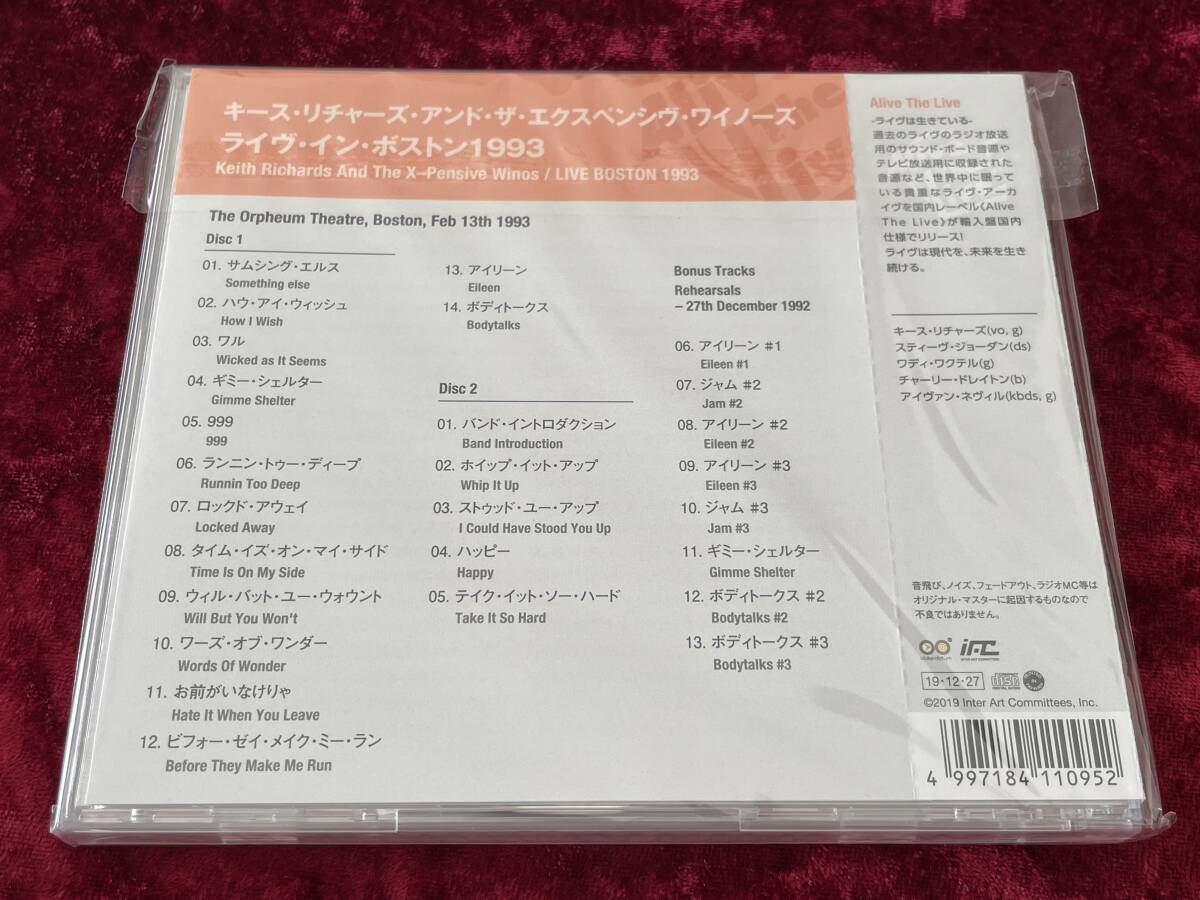 キース・リチャーズ・アンド・ザ・エクスペンシヴ・ワイノーズ
ライヴ・イン・ボストン1993
Keith Richards And The X-Pensive Winos / LIVE BOSTON 1993
The Orpheum Theatre, Boston, Feb 13th 1993
Disc 1
01. サムシング・エルス
Something else
02. ハウ・アイ・ウィッシュ
How I Wish
03. ワル
Wicked as It Seems
04. ギミー・シェルター
Gimme Shelter
05. 999
999
06. ランニン・トゥー・ディープ
Runnin Too Deep
07. ロックド・アウェイ
Locked Away
08. タイム・イズ・オン・マイ・サイド
Time Is On My Side
09. ウィル・バット・ユー・ウォウント
Will But You Won't
10. ワーズ・オブ・ワンダー
Words Of Wonder
11. お前がいなけりゃ
Hate It When You Leave
12. ビフォー・ゼイ・メイク・ミー・ラン
Before They Make Me Run
13. アイリーン
Eileen
14. ボディトークス
Bodytalks
Disc 2
01. バンド・イントロダクション
Band Introduction
02. ホイップ・イット・アップ
Whip It Up
03. ストゥッド・ユー・アップ
I Could Have Stood You Up
04. ハッピー
Happy
05. テイク・イット・ソー・ハード
Take It So Hard
Bonus Tracks
Rehearsals
– 27th December 1992
06. アイリーン #1
Eileen #1
07. ジャム #2
Jam #2
08. アイリーン #2
Eileen #2
09. アイリーン #3
Eileen #3
10. ジャム #3
Jam #3
11. ギミー・シェルター
Gimme Shelter
12. ボディトークス #2
Bodytalks #2
13. ボディトークス #3
Bodytalks #3
Alive The Live
-ライヴは生きている-
過去のライヴのラジオ放送
用のサウンド・ボード音源や
テレビ放送用に収録された
音源など、世界中に眠って
いる貴重なライヴ・アーカ
イヴを国内レーベル《Alive
The Live》が輸入盤国内
仕様でリリース!
ライヴは現代を、未来を生き
続ける。
キース・リチャーズ(vo, g)
スティーヴ・ジョーダン(ds)
ワディ・ワクテル(g)
チャーリー・ドレイトン(b)
アイヴァン・ネヴィル(kbds, g)
音飛び、ノイズ、フェードアウト、ラジオMC等は
オリジナル・マスターに起因するものなので
不良ではありません。
IAC
INTER ART COMMITTEES
19・12・27
©2019 Inter Art Committees, Inc.
4 997184 110952